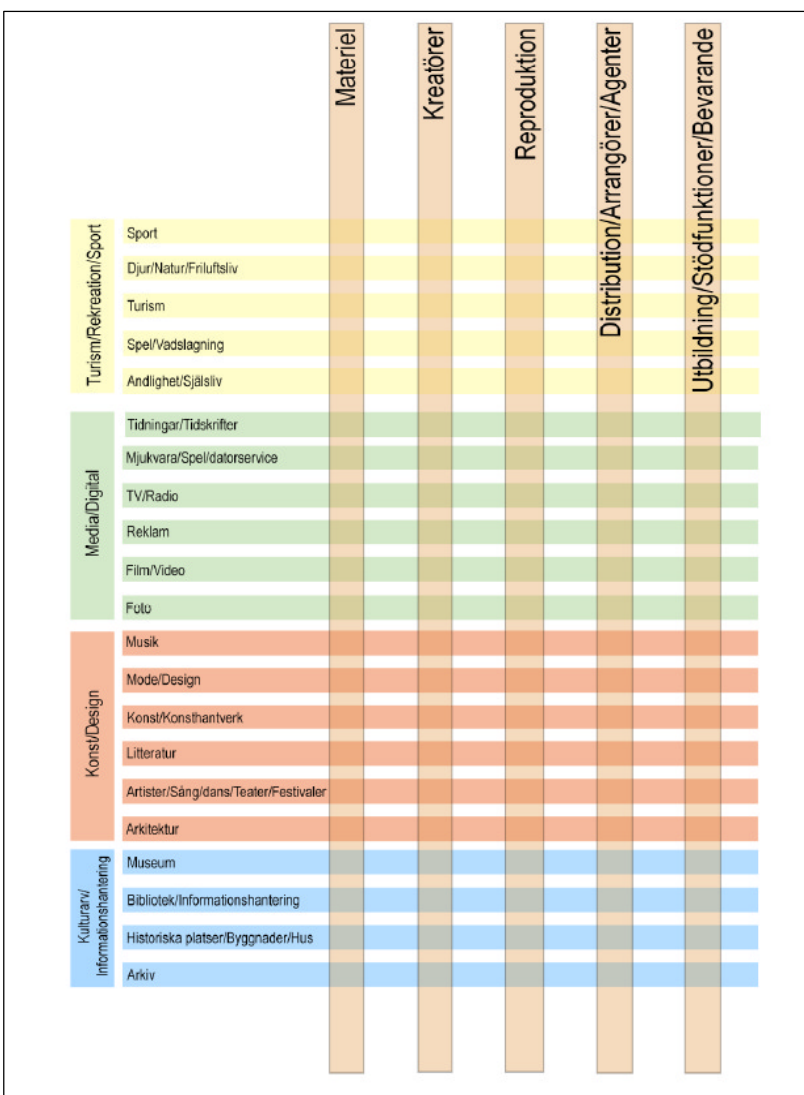 Materiel
Kreatörer
Reproduktion
Distribution/Arrangörer/Agenter
Utbildning/Stödfunktioner/Bevarande
Turism/Rekreation/Sport
Sport
Djur/Natur/Friluftsliv
Turism
Spel/Vadslagning
Andlighet/Själsliv
Media/Digital
Tidningar/Tidskrifter
Mjukvara/Spel/datorservice
TV/Radio
Reklam
Film/Video
Foto
Konst/Design
Musik
Mode/Design
Konst/Konsthantverk
Litteratur
Artister/Sång/dans/Teater/Festivaler
Arkitektur
Kulturarv/
Informationshantering
Museum
Bibliotek/Informationshantering
Historiska platser/Byggnader/Hus
Arkiv